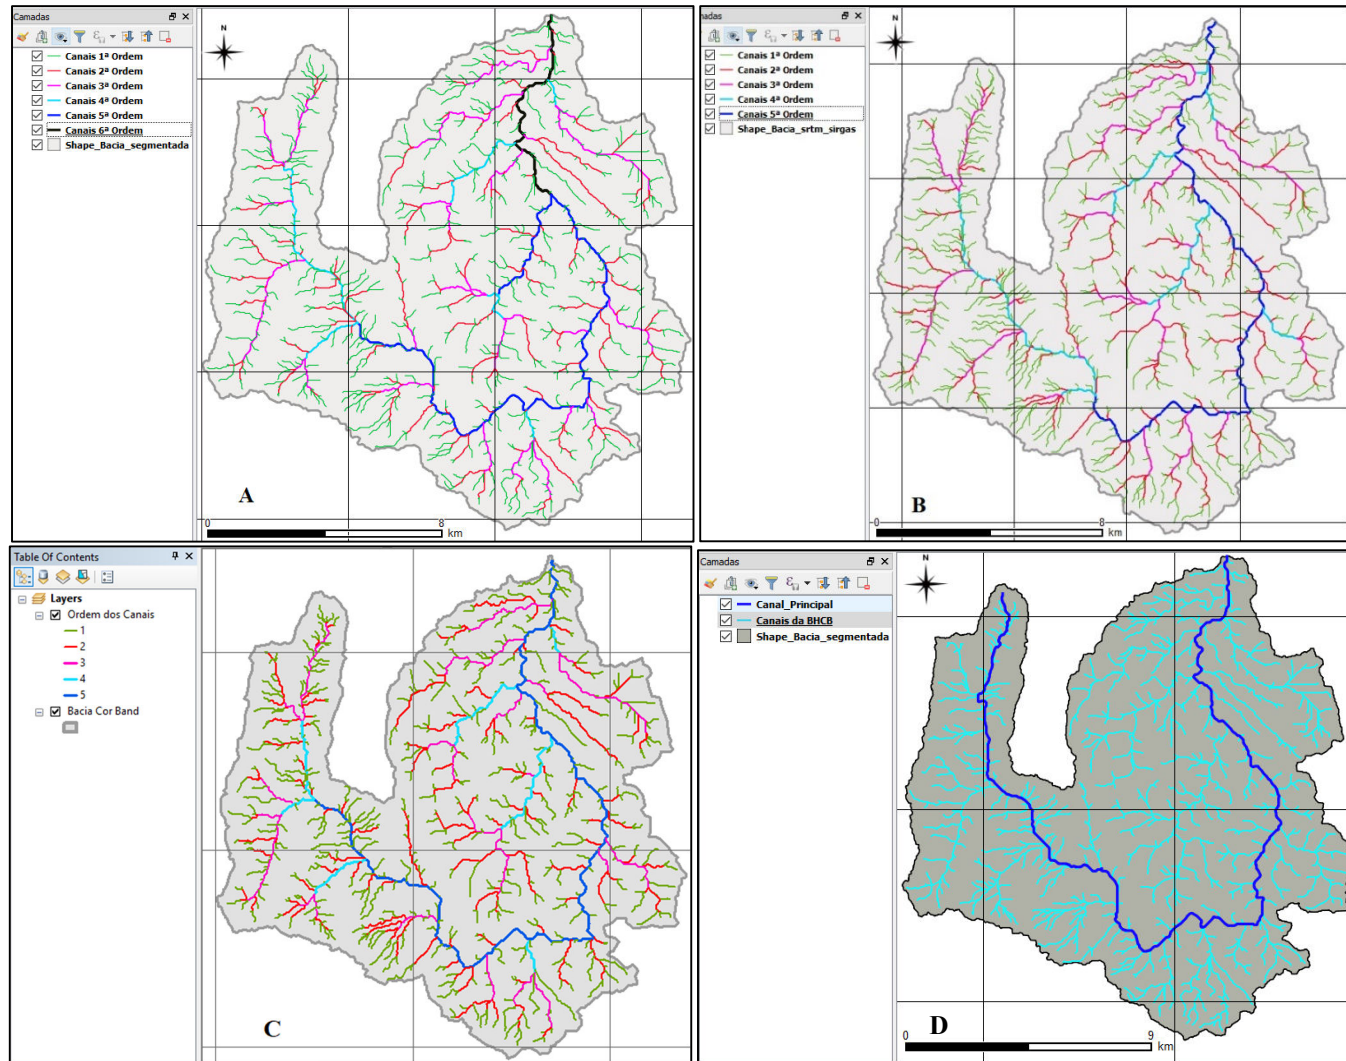 Camadas
Canais 1ª Ordem
Canais 2ª Ordem
Canais 3ª Ordem
Canais 4ª Ordem
Canais 5ª Ordem
Canais 6ª Ordem
Shape_Bacia_segmentada
N
A
0 8
km
nadas
Canais 1ª Ordem
Canais 2ª Ordem
Canais 3ª Ordem
Canais 4ª Ordem
Canais 5ª Ordem
Shape_Bacia_srtm_sirgas
N
B
0 8
km
Table Of Contents
Layers
Ordem dos Canais
1
2
3
4
5
Bacia Cor Band
C
Camadas
Canal_Principal
Canais da BHCB
Shape_Bacia_segmentada
N
D
0 9
km